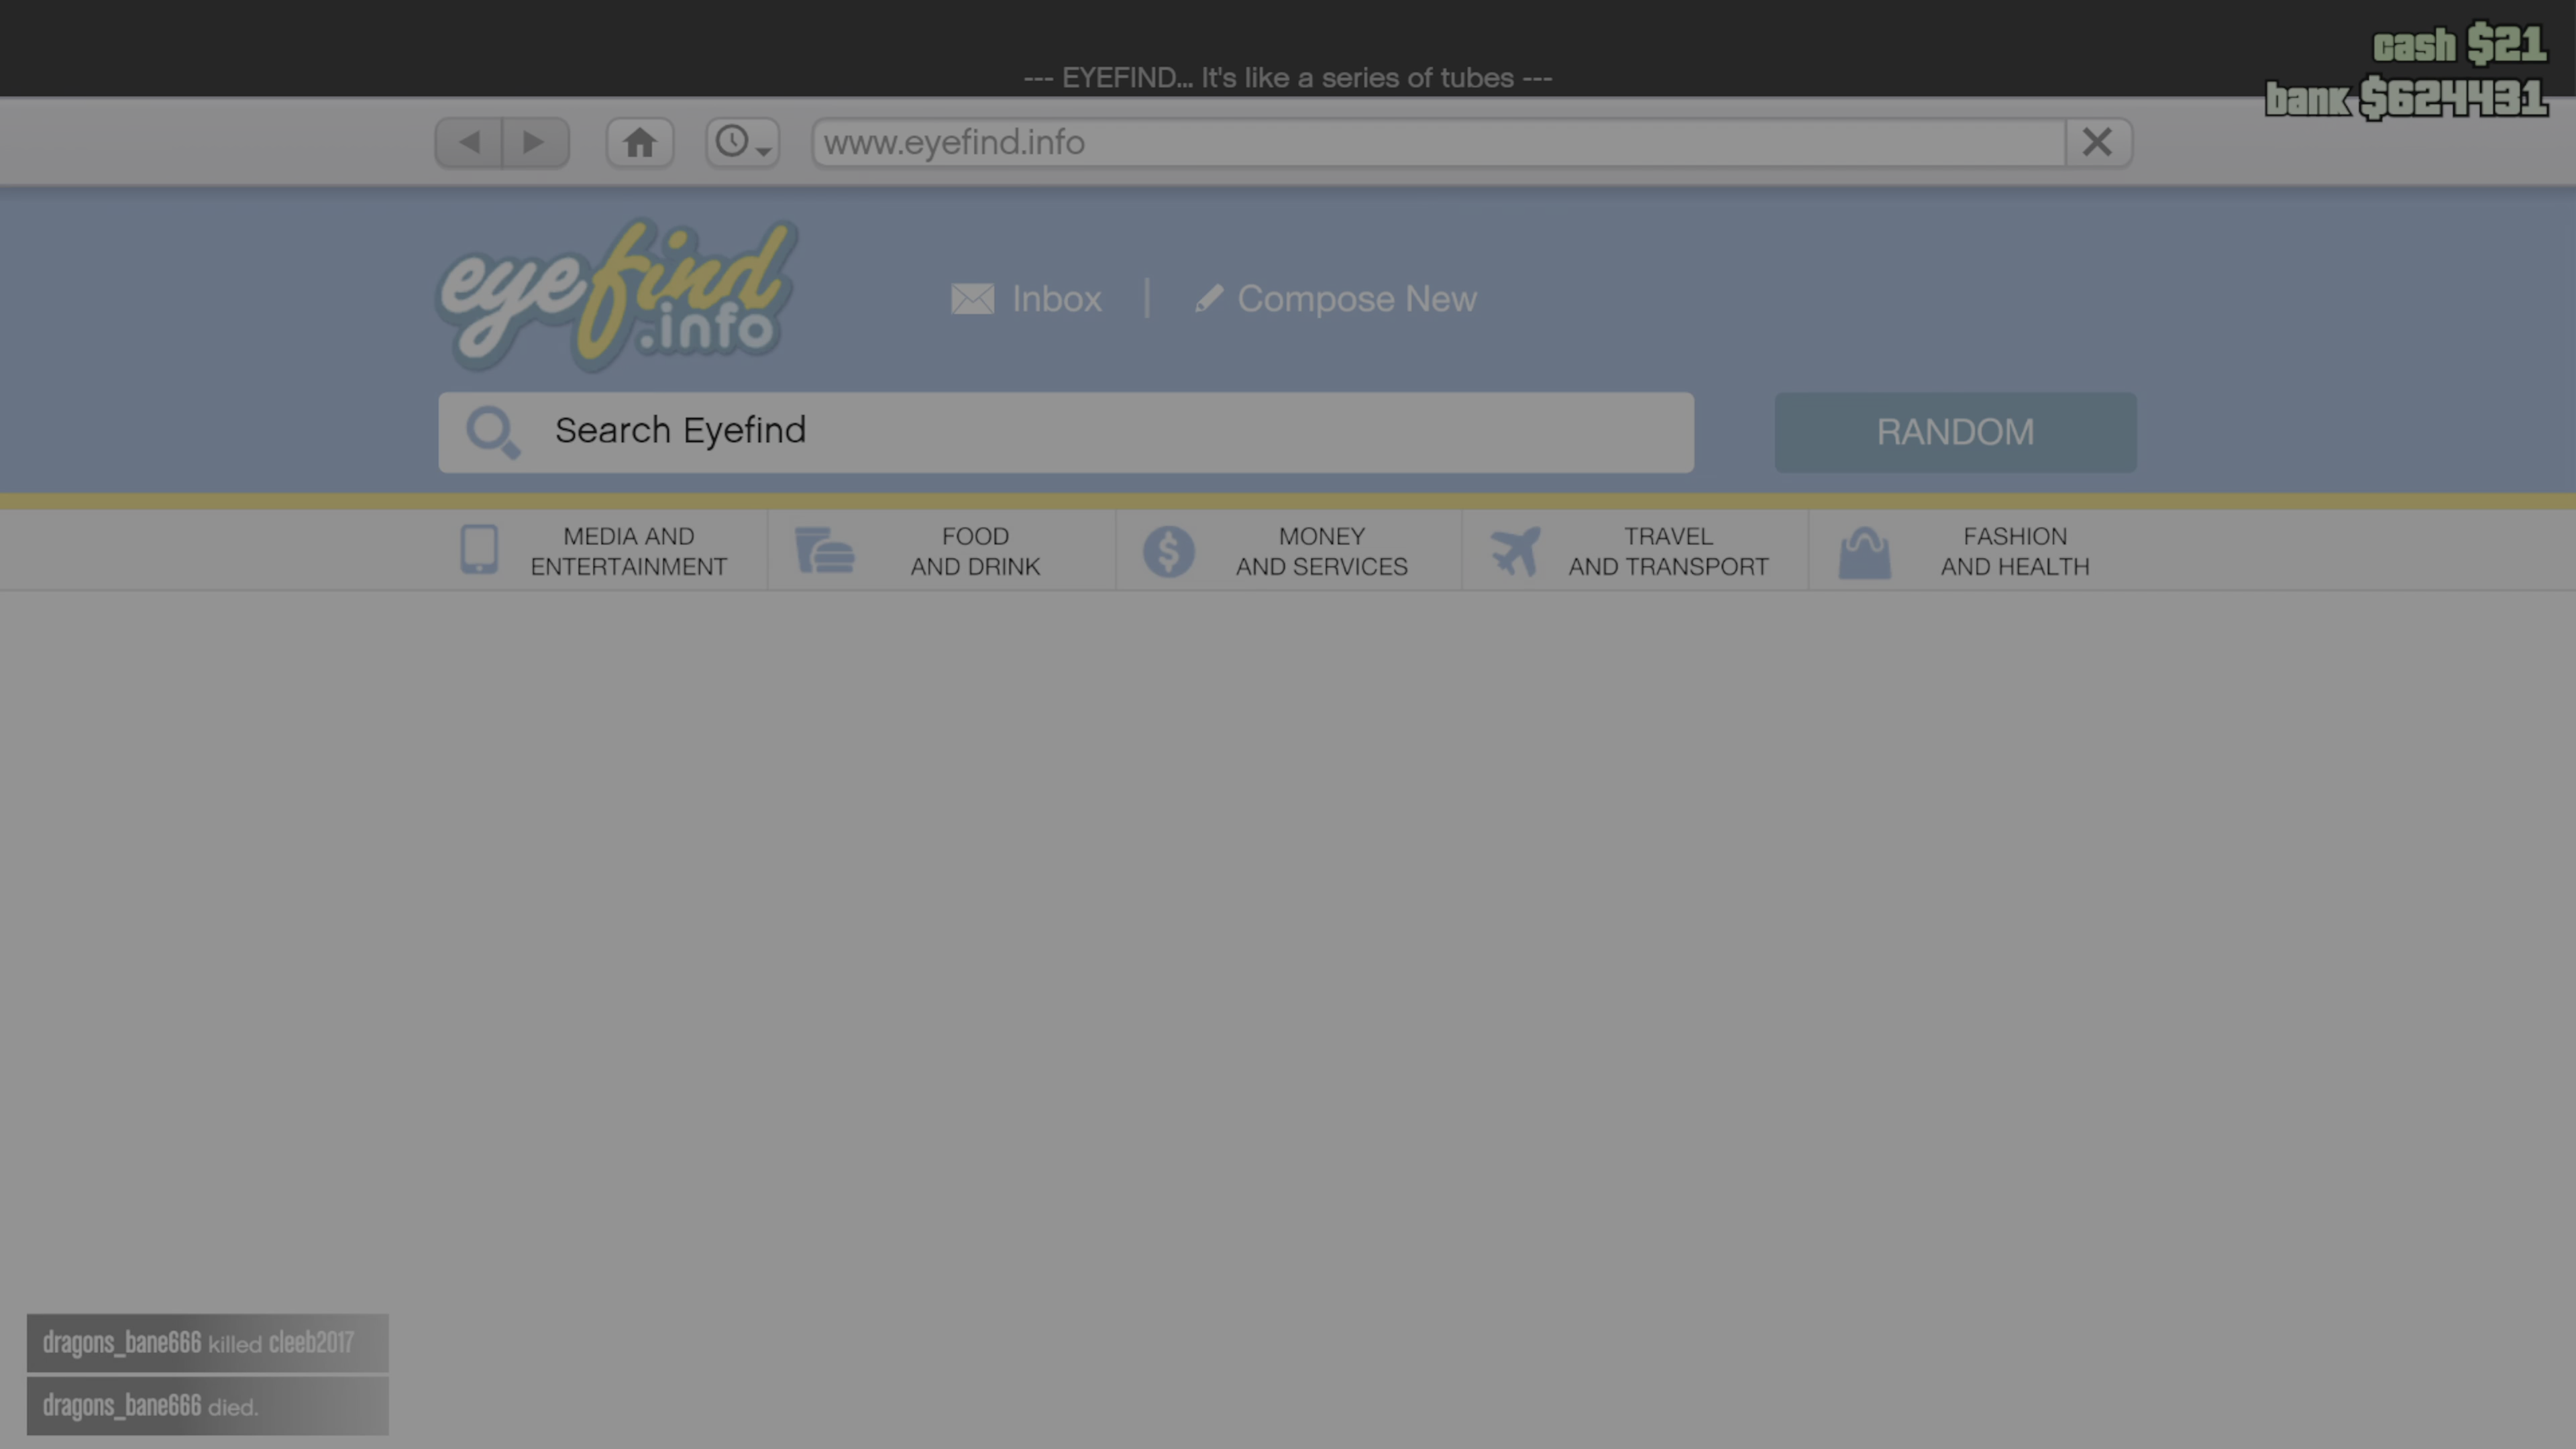 cash $21
--- EYEFIND... It's like a series of tubes ---
bank $624431
www.eyefind.info
eyefind
.info
Inbox | Compose New
Search Eyefind
RANDOM
MEDIA AND
ENTERTAINMENT
FOOD
AND DRINK
MONEY
AND SERVICES
TRAVEL
AND TRANSPORT
FASHION
AND HEALTH
dragons_bane666 killed cleeb2017
dragons_bane666 died.